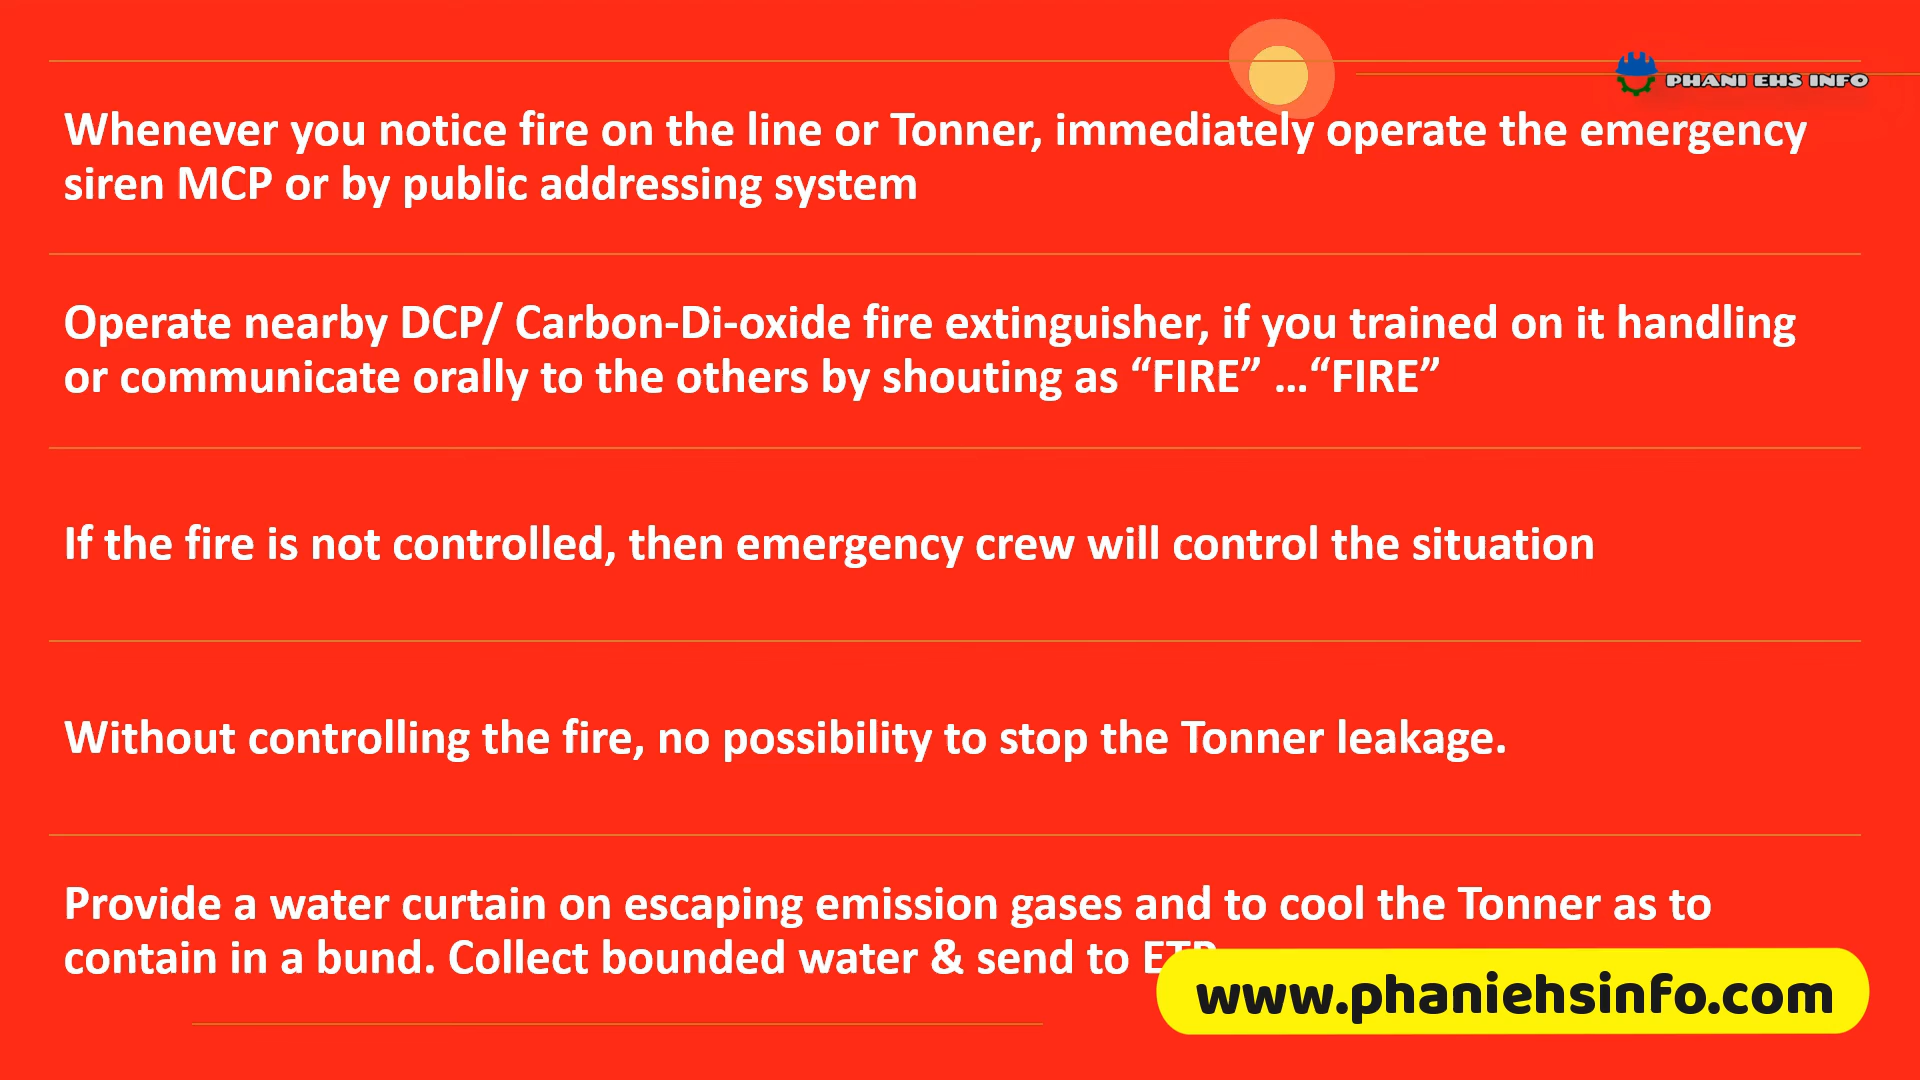 PHANI EHS INFO
Whenever you notice fire on the line or Tonner, immediately operate the emergency
siren MCP or by public addressing system
Operate nearby DCP/ Carbon-Di-oxide fire extinguisher, if you trained on it handling
or communicate orally to the others by shouting as “FIRE” ...“FIRE”
If the fire is not controlled, then emergency crew will control the situation
Without controlling the fire, no possibility to stop the Tonner leakage.
Provide a water curtain on escaping emission gases and to cool the Tonner as to
contain in a bund. Collect bounded water & send to ETP
www.phaniehsinfo.com